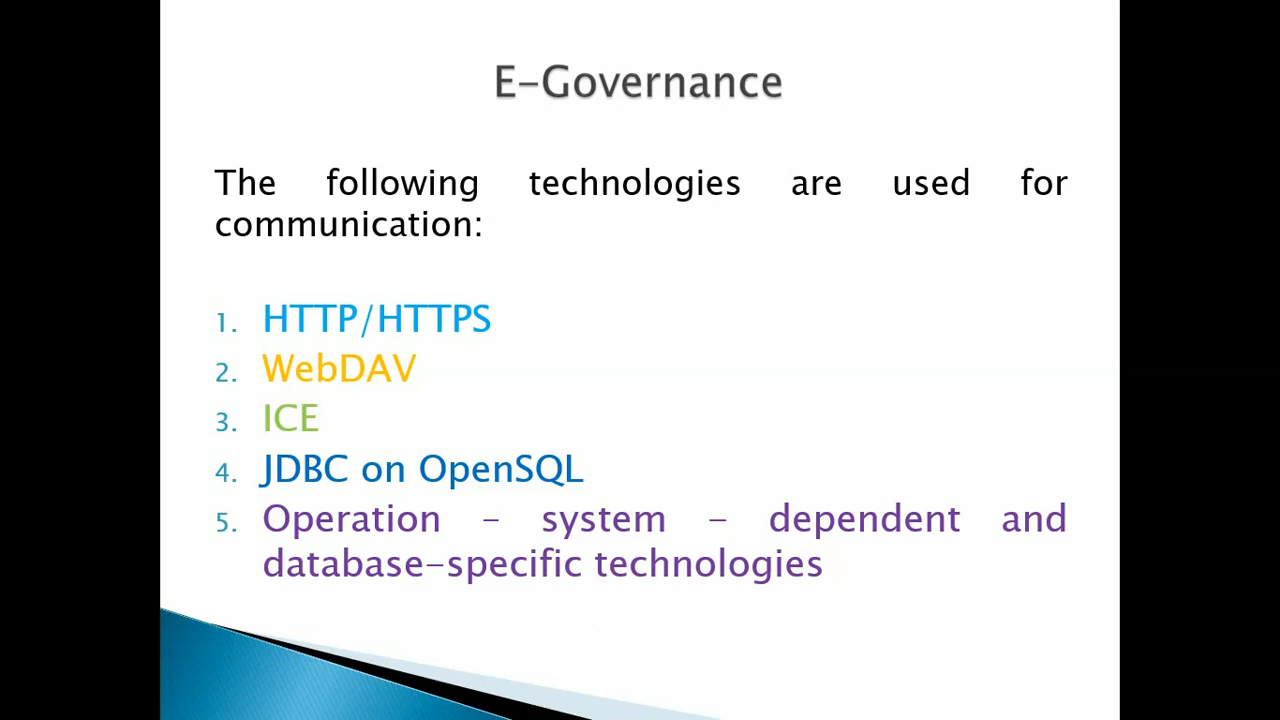 E-Governance
The following technologies are used for
communication:
1. HTTP/HTTPS
2. WebDAV
3. ICE
4. JDBC on OpenSQL
5. Operation - system - dependent and
database-specific technologies